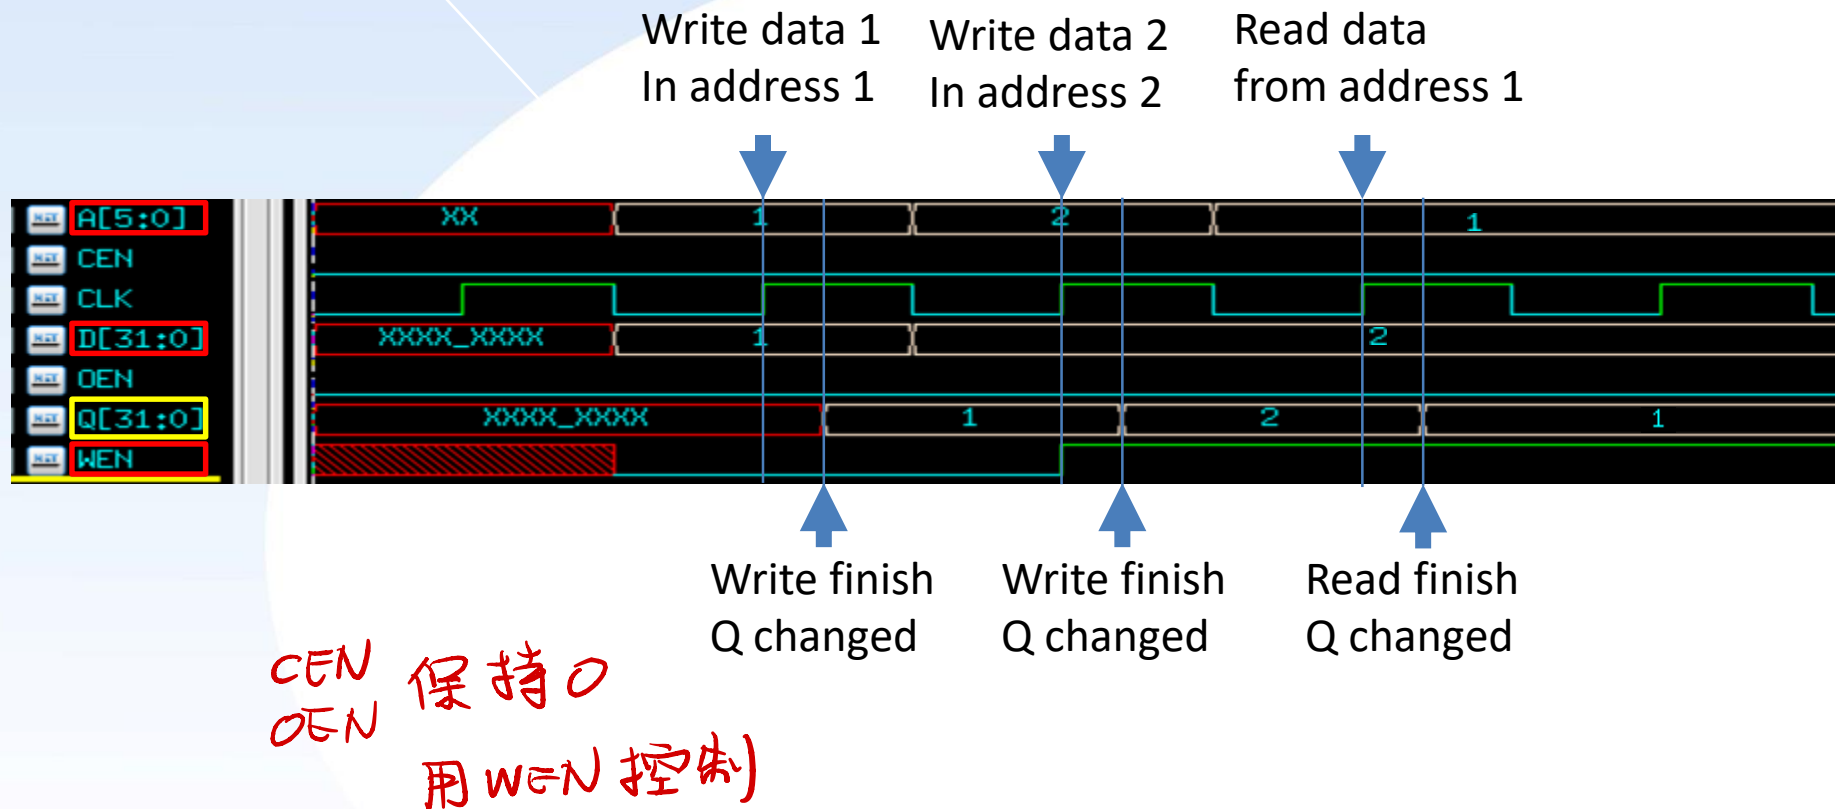 Write data 1
In address 1
Write data 2
In address 2
Read data
from address 1
A[5:0]
XX
1
2
1
CEN
CLK
D[31:0]
XXXX_XXXX
1
2
OEN
Q[31:0]
XXXX_XXXX
1
2
1
WEN
Write finish
Q changed
Write finish
Q changed
Read finish
Q changed
CEN
OEN
保持0
用WEN控制